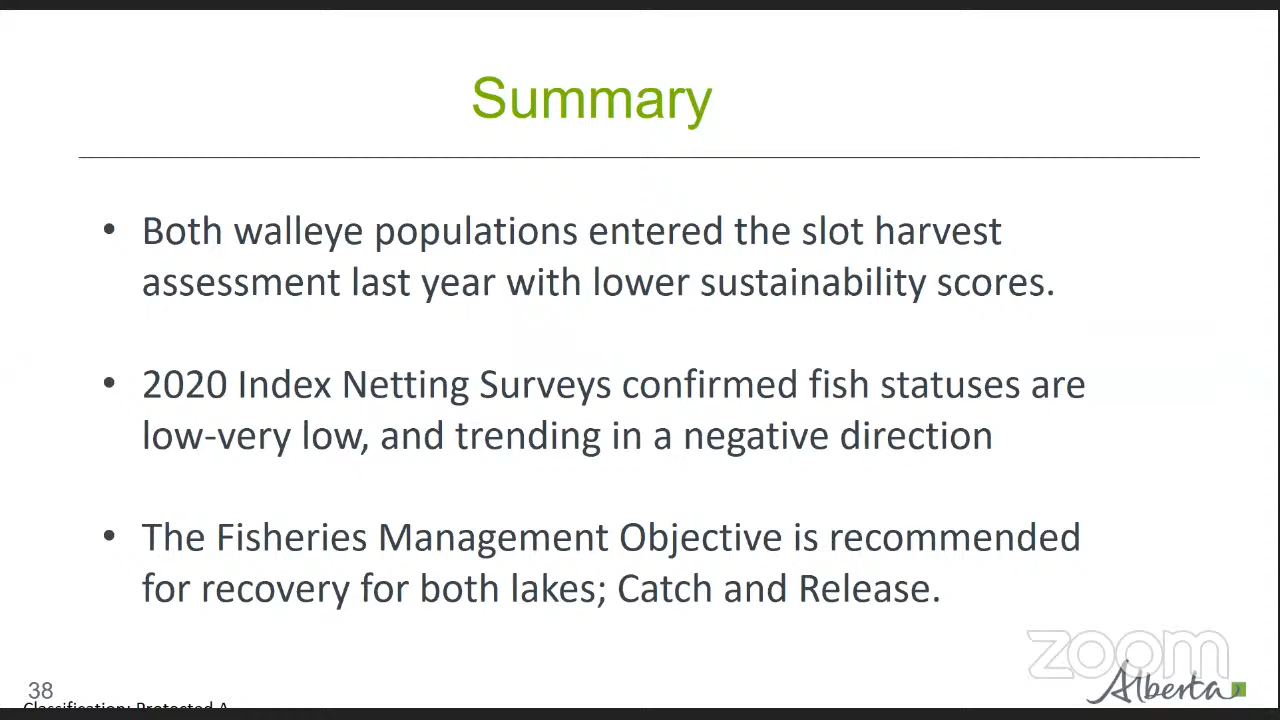 Summary
• Both walleye populations entered the slot harvest
assessment last year with lower sustainability scores.
• 2020 Index Netting Surveys confirmed fish statuses are
low-very low, and trending in a negative direction
• The Fisheries Management Objective is recommended
for recovery for both lakes; Catch and Release.
zoom
Alberta
38
Classification: Protected A